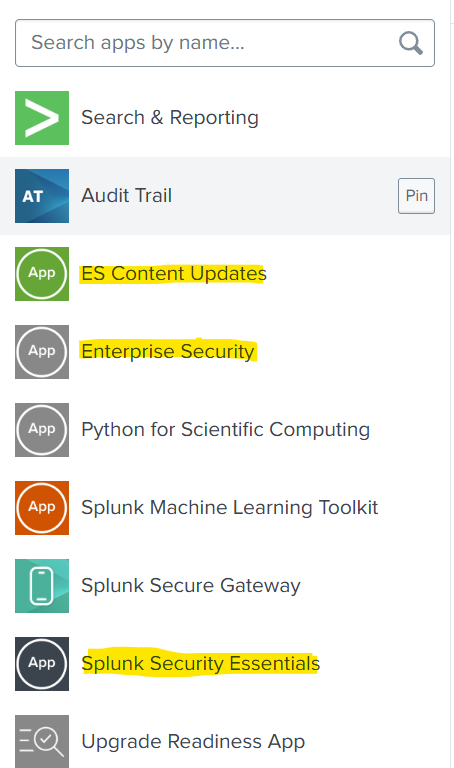 Search apps by name...
Search & Reporting
AT
Audit Trail
Pin
App
ES Content Updates
App
Enterprise Security
App
Python for Scientific Computing
App
Splunk Machine Learning Toolkit
Splunk Secure Gateway
App
Splunk Security Essentials
Upgrade Readiness App